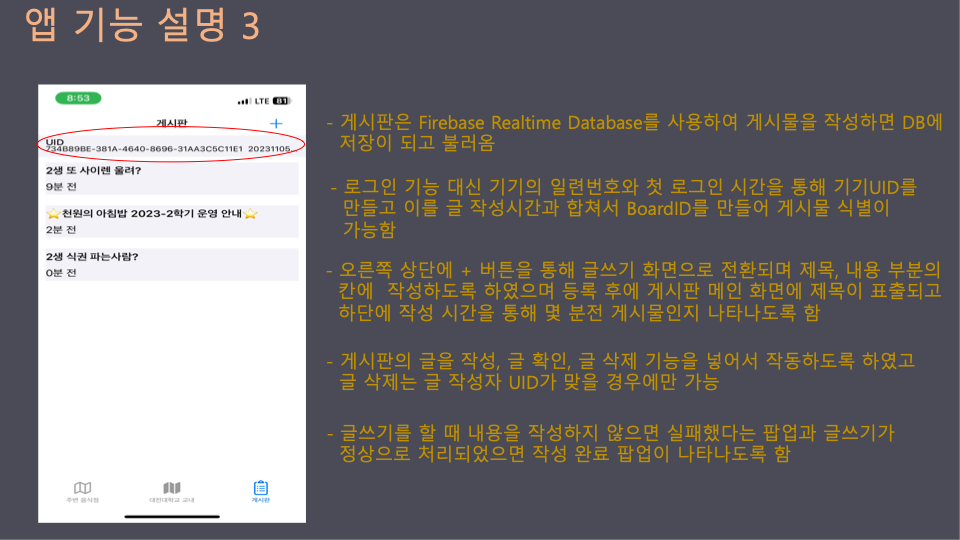 앱 기능 설명 3
8:53
LTE 81
게시판
+
UID
734B89BE-381A-4640-8696-31AA3C5C11E1 20231105
2생 또 사이렌 울려?
9분 전
⭐천원의 아침밥 2023-2학기 운영 안내⭐
2분 전
2생 식권 파는사람?
0분 전
주변 음식점
대진대학교 교내
게시판
- 게시판은 Firebase Realtime Database를 사용하여 게시물을 작성하면 DB에
저장이 되고 불러옴
- 로그인 기능 대신 기기의 일련번호와 첫 로그인 시간을 통해 기기UID를
만들고 이를 글 작성시간과 합쳐서 BoardID를 만들어 게시물 식별이
가능함
- 오른쪽 상단에 + 버튼을 통해 글쓰기 화면으로 전환되며 제목, 내용 부분의
칸에 작성하도록 하였으며 등록 후에 게시판 메인 화면에 제목이 표출되고
하단에 작성 시간을 통해 몇 분전 게시물인지 나타나도록 함
- 게시판의 글을 작성, 글 확인, 글 삭제 기능을 넣어서 작동하도록 하였고
글 삭제는 글 작성자 UID가 맞을 경우에만 가능
- 글쓰기를 할 때 내용을 작성하지 않으면 실패했다는 팝업과 글쓰기가
정상으로 처리되었으면 작성 완료 팝업이 나타나도록 함